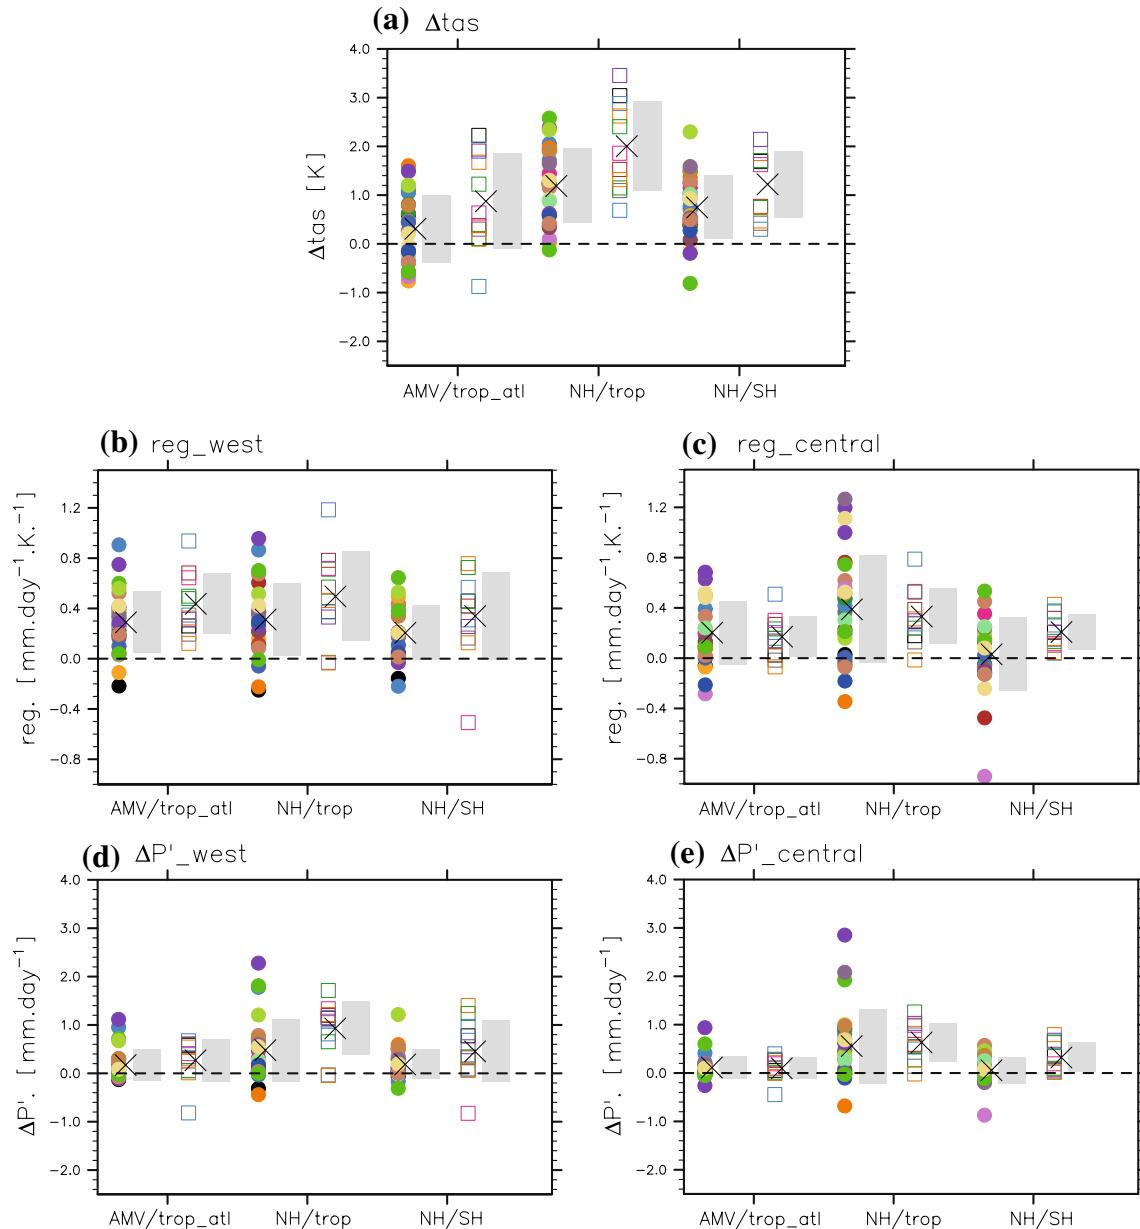 (a) Δtas
4.0
3.0
2.0
1.0
0.0
-1.0
-2.0
Δtas [K]
AMV/trop_atl NH/trop NH/SH
(b) reg_west
1.2
0.8
0.4
0.0
-0.4
-0.8
reg. [mm.day⁻¹.K.⁻¹]
AMV/trop_atl NH/trop NH/SH
(c) reg_central
1.2
0.8
0.4
0.0
-0.4
-0.8
reg. [mm.day⁻¹.K.⁻¹]
AMV/trop_atl NH/trop NH/SH
(d) ΔP'_west
4.0
3.0
2.0
1.0
0.0
-1.0
-2.0
ΔP'. [mm.day⁻¹]
AMV/trop_atl NH/trop NH/SH
(e) ΔP'_central
4.0
3.0
2.0
1.0
0.0
-1.0
-2.0
ΔP'. [mm.day⁻¹]
AMV/trop_atl NH/trop NH/SH